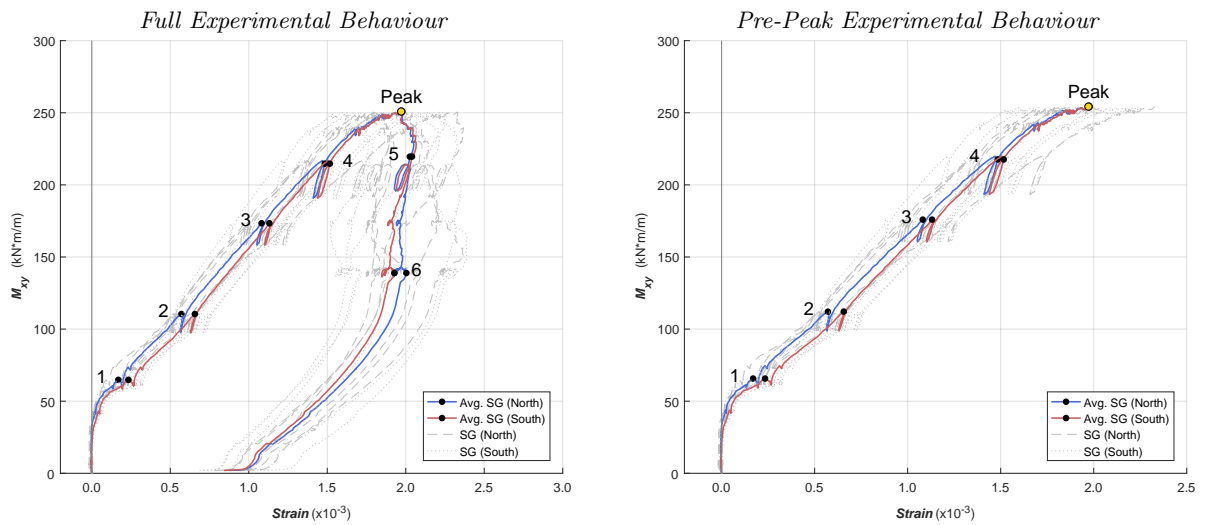 Full Experimental Behaviour
300
250
200
150
100
50
0
M_xy (kN*m/m)
Peak
5
4
3
6
2
1
Avg. SG (North)
Avg. SG (South)
SG (North)
SG (South)
0.0 0.5 1.0 1.5 2.0 2.5 3.0
Strain (x10^-3)
Pre-Peak Experimental Behaviour
300
250
200
150
100
50
0
M_xy (kN*m/m)
Peak
4
3
2
1
Avg. SG (North)
Avg. SG (South)
SG (North)
SG (South)
0.0 0.5 1.0 1.5 2.0 2.5
Strain (x10^-3)